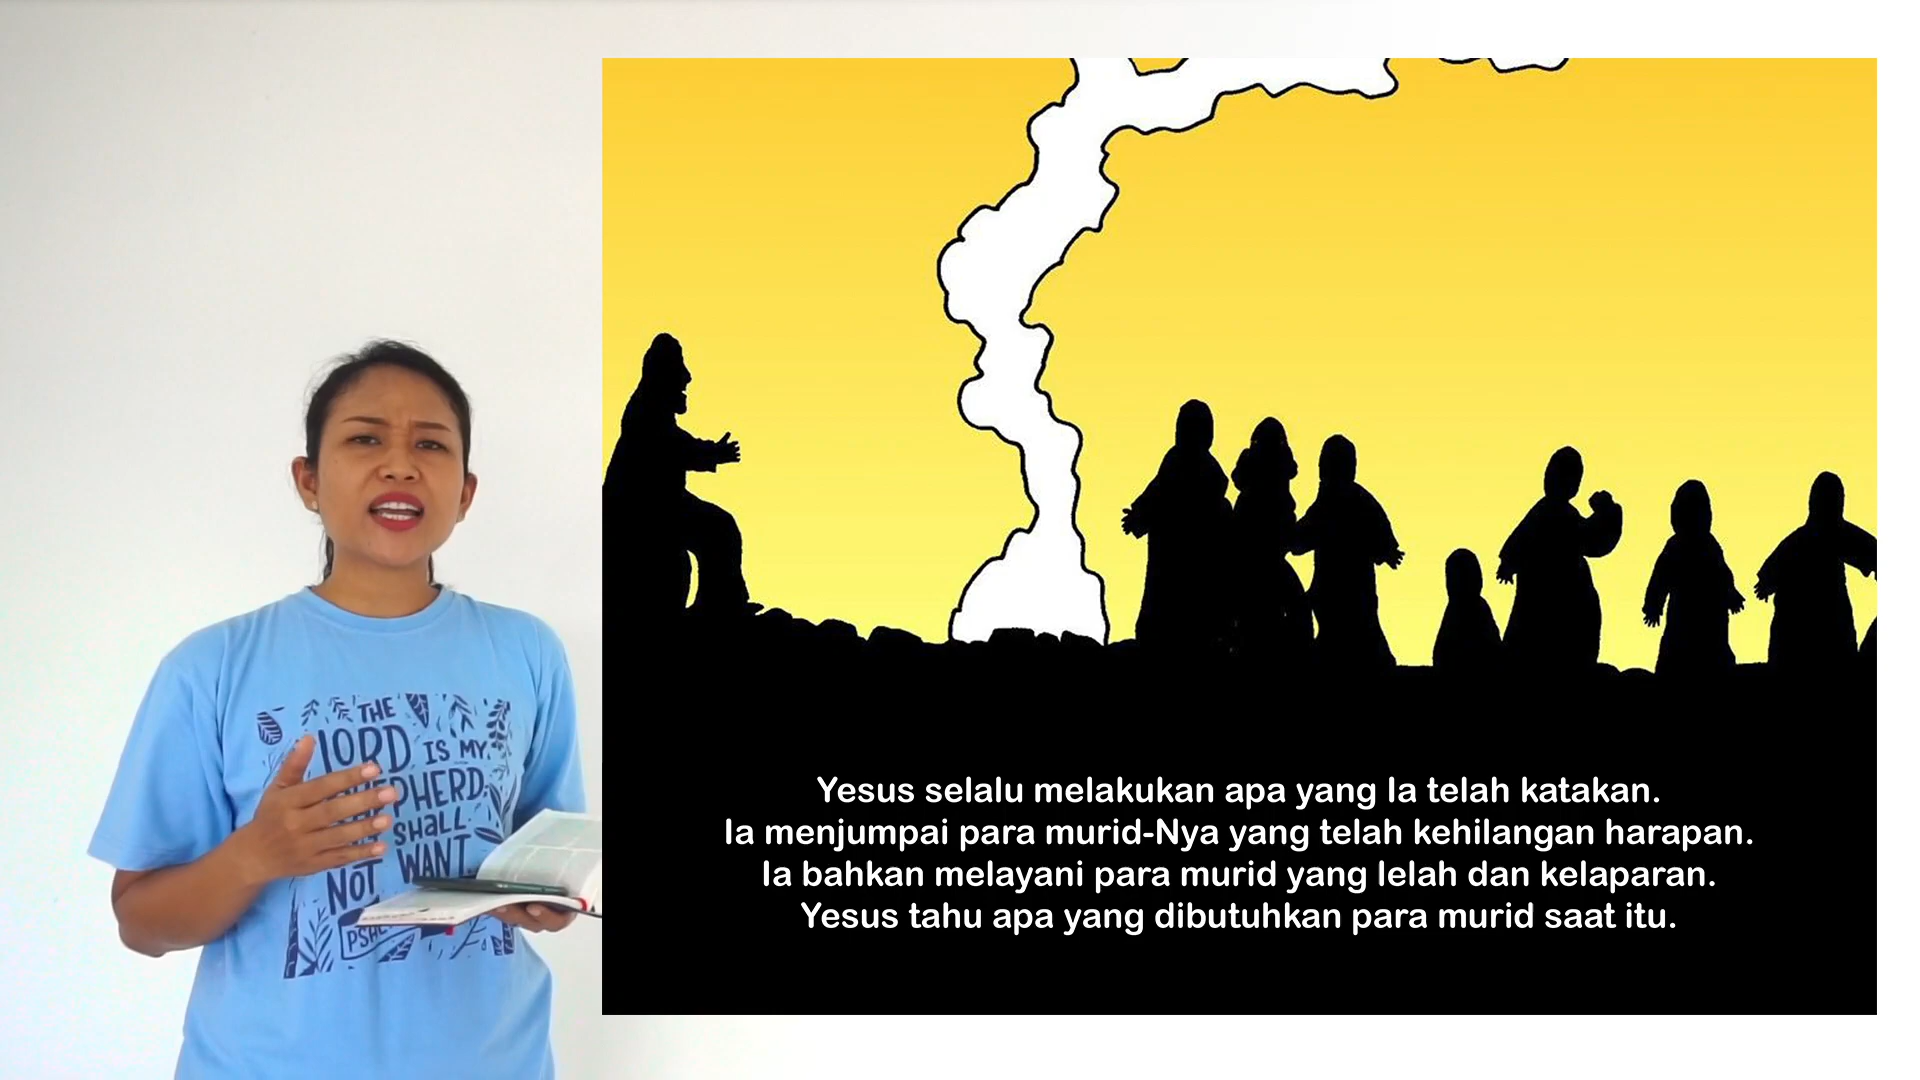 THE
LORD IS MY
SHALL
NOT WANT
Yesus selalu melakukan apa yang Ia telah katakan.
Ia menjumpai para murid-Nya yang telah kehilangan harapan.
Ia bahkan melayani para murid yang lelah dan kelaparan.
Yesus tahu apa yang dibutuhkan para murid saat itu.